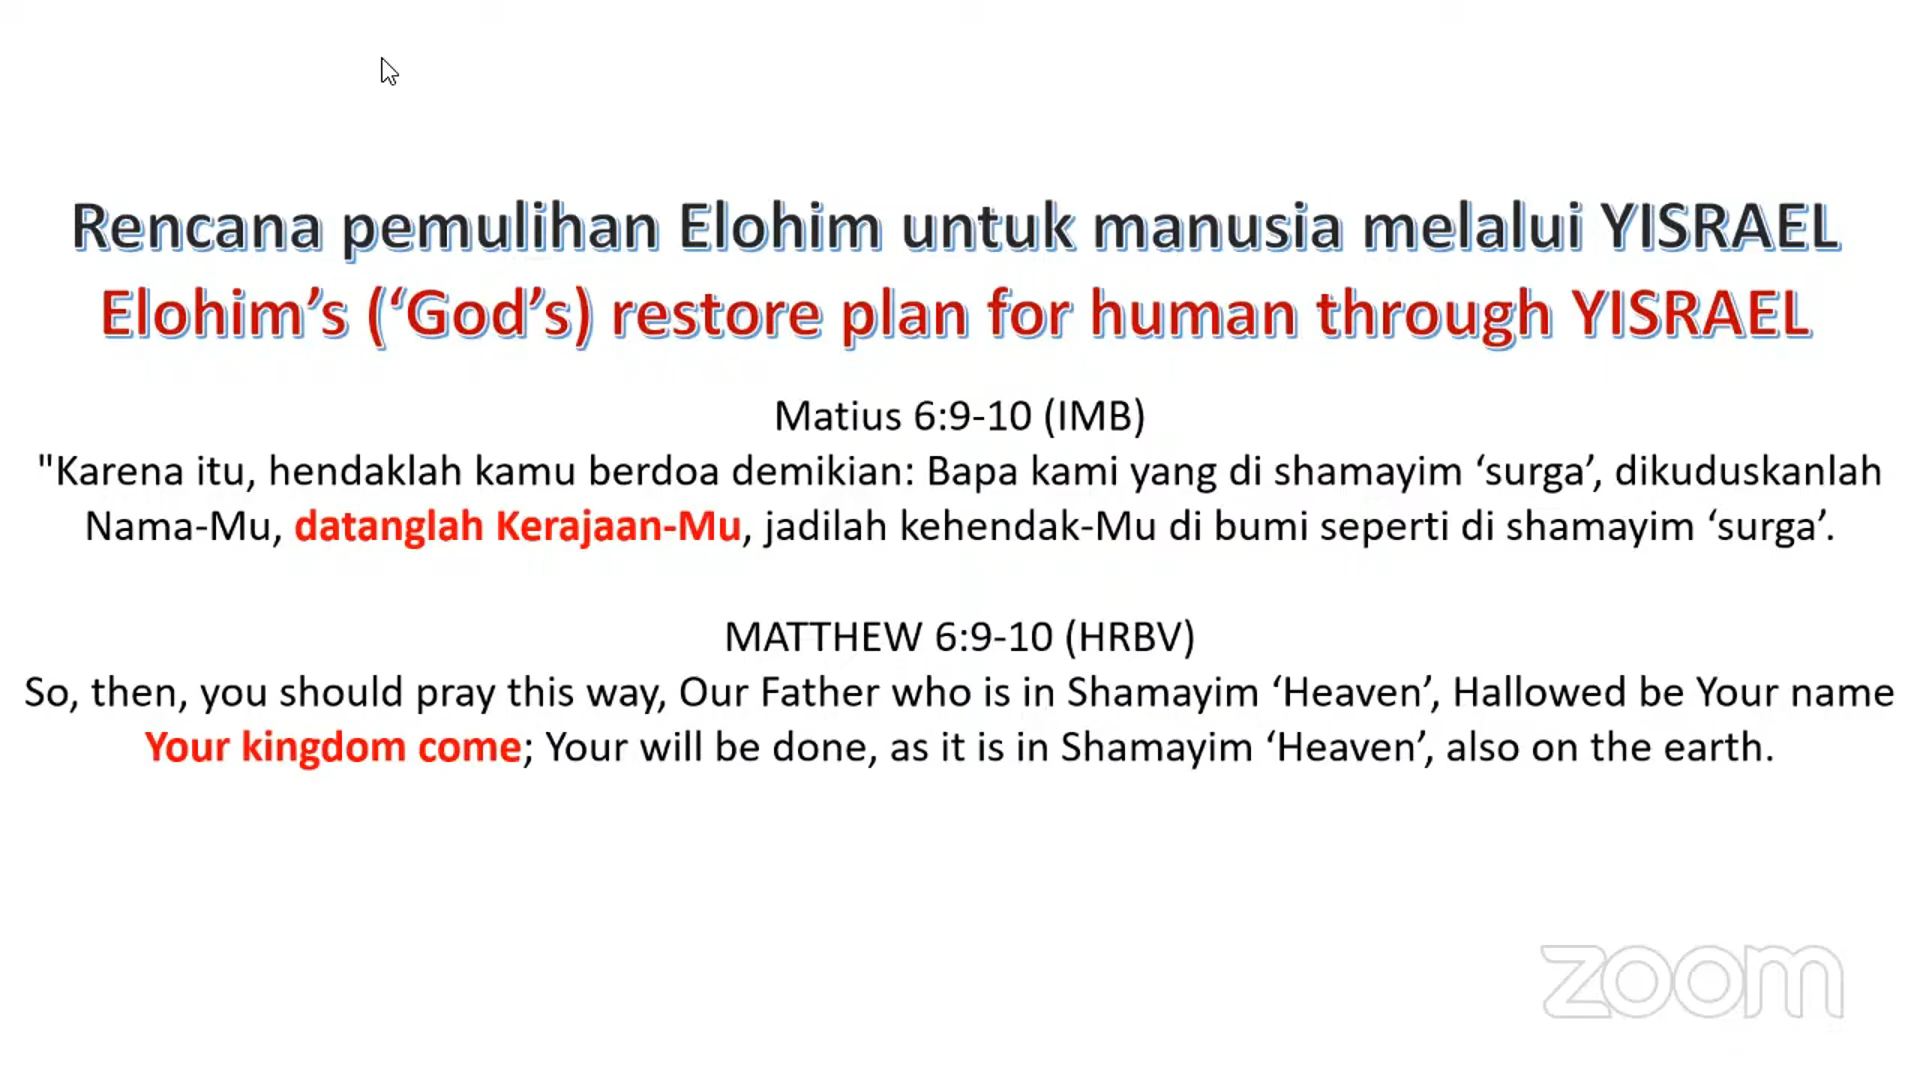 Rencana pemulihan Elohim untuk manusia melalui YISRAEL
Elohim’s (‘God’s) restore plan for human through YISRAEL
Matius 6:9-10 (IMB)
"Karena itu, hendaklah kamu berdoa demikian: Bapa kami yang di shamayim ‘surga’, dikuduskanlah
Nama-Mu, datanglah Kerajaan-Mu, jadilah kehendak-Mu di bumi seperti di shamayim ‘surga’.
MATTHEW 6:9-10 (HRBV)
So, then, you should pray this way, Our Father who is in Shamayim ‘Heaven’, Hallowed be Your name
Your kingdom come; Your will be done, as it is in Shamayim ‘Heaven’, also on the earth.
zoom